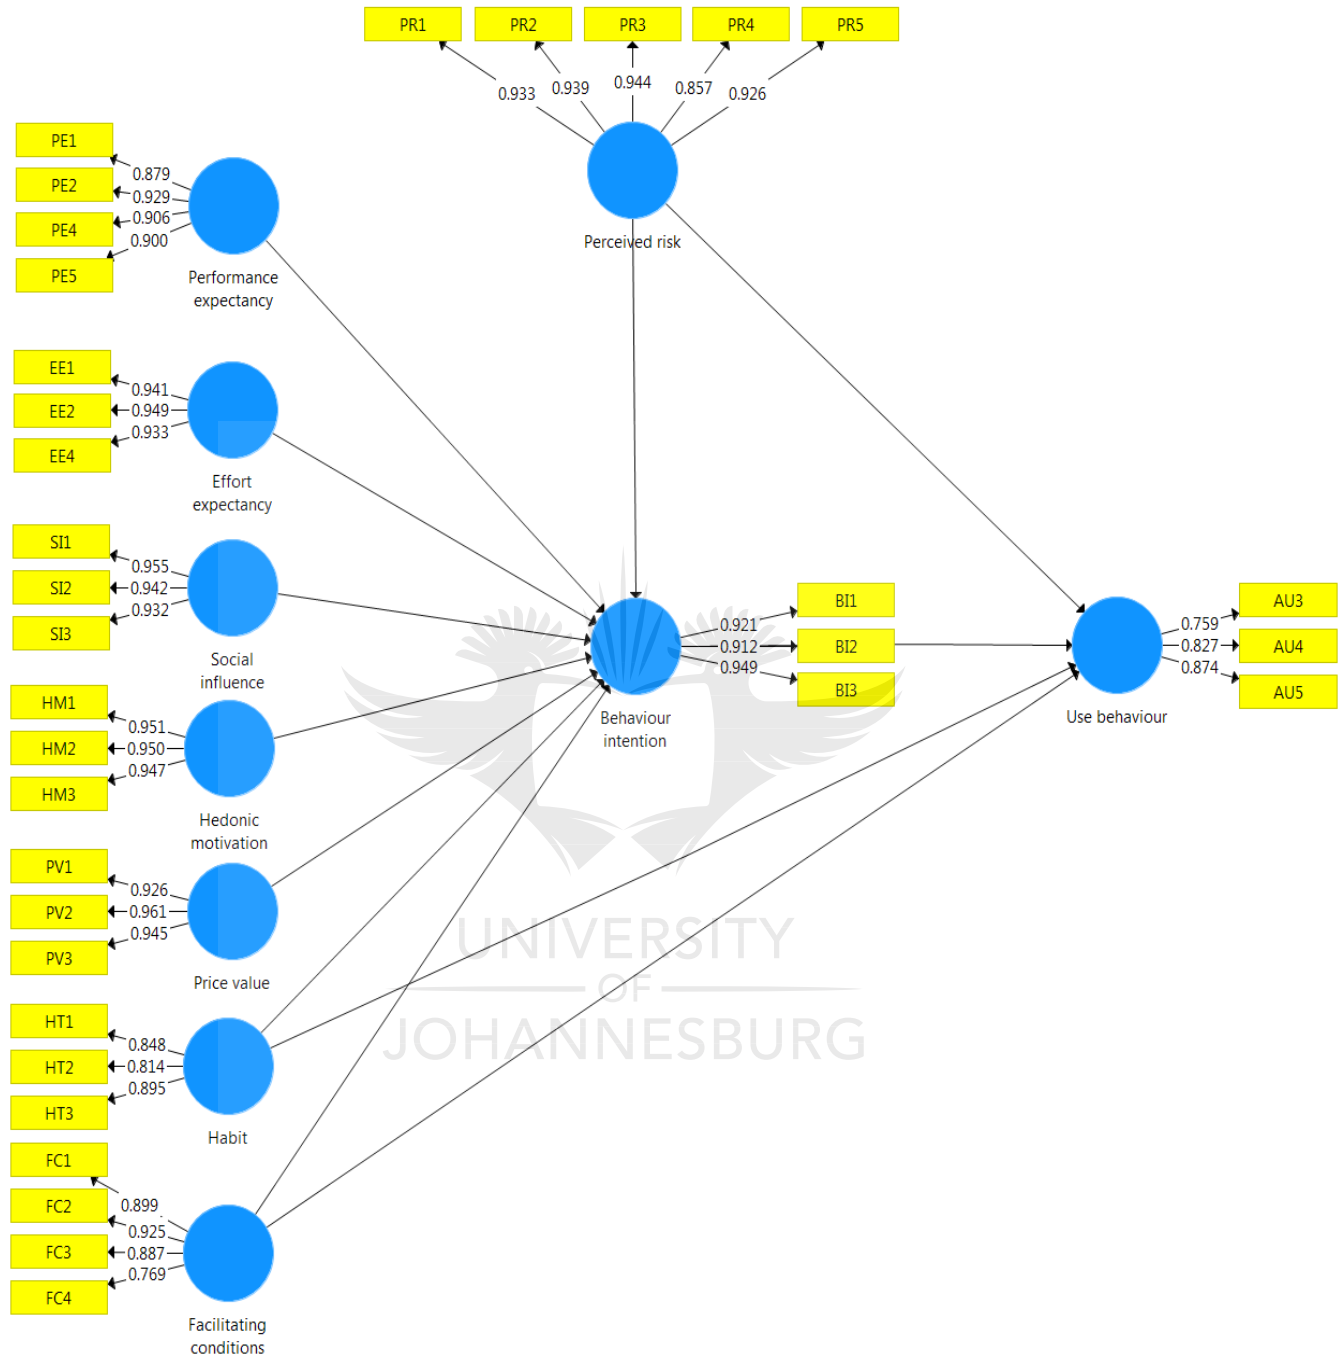 PR1 PR2 PR3 PR4 PR5
0.933 0.939 0.944 0.857 0.926
Perceived risk
PE1
PE2
PE4
PE5
0.879
0.929
0.906
0.900
Performance
expectancy
EE1
EE2
EE4
0.941
0.949
0.933
Effort
expectancy
SI1
SI2
SI3
0.955
0.942
0.932
Social
influence
HM1
HM2
HM3
0.951
0.950
0.947
Hedonic
motivation
PV1
PV2
PV3
0.926
0.961
0.945
Price value
HT1
HT2
HT3
0.848
0.814
0.895
Habit
FC1
FC2
FC3
FC4
0.899
0.925
0.887
0.769
Facilitating
conditions
Behaviour
intention
0.921
0.912
0.949
BI1
BI2
BI3
Use behaviour
0.759
0.827
0.874
AU3
AU4
AU5
UNIVERSITY
OF
JOHANNESBURG